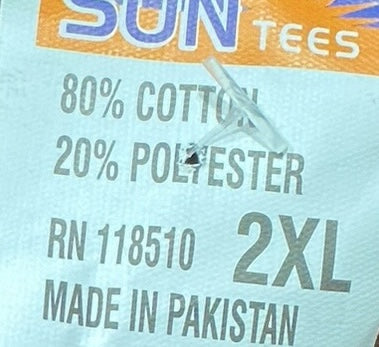 SUN TEES
80% COTTON
20% POLYESTER
RN 118510 2XL
MADE IN PAKISTAN